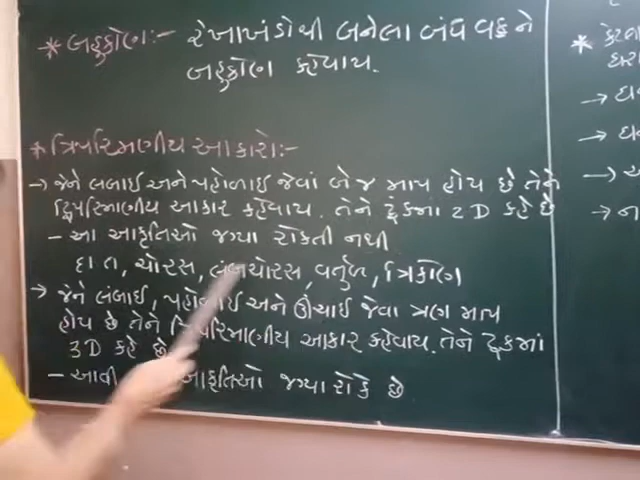 * બહુકોણ:- રેખાખંડોથી બનેલા બંધ વક્રને
બહુકોણ કહેવાય.
* ત્રિપરિમાણીય આકારો:-
→ જેને લંબાઈ અને પહોળાઈ જેવાં બે જ માપ હોય છે તેને
દ્વિપરિમાણીય આકાર કહેવાય. તેને ટૂંકમાં 2D કહે છે
- આ આકૃતિઓ જગ્યા રોકતી નથી
દા ત, ચોરસ, લંબચોરસ, વર્તુળ, ત્રિકોણ
→ જેને લંબાઈ, પહોળાઈ અને ઊંચાઈ જેવા ત્રણ માપ
હોય છે તેને ત્રિપરિમાણીય આકાર કહેવાય. તેને ટૂંકમાં
3D કહે છે
- આવી આકૃતિઓ જગ્યા રોકે છે